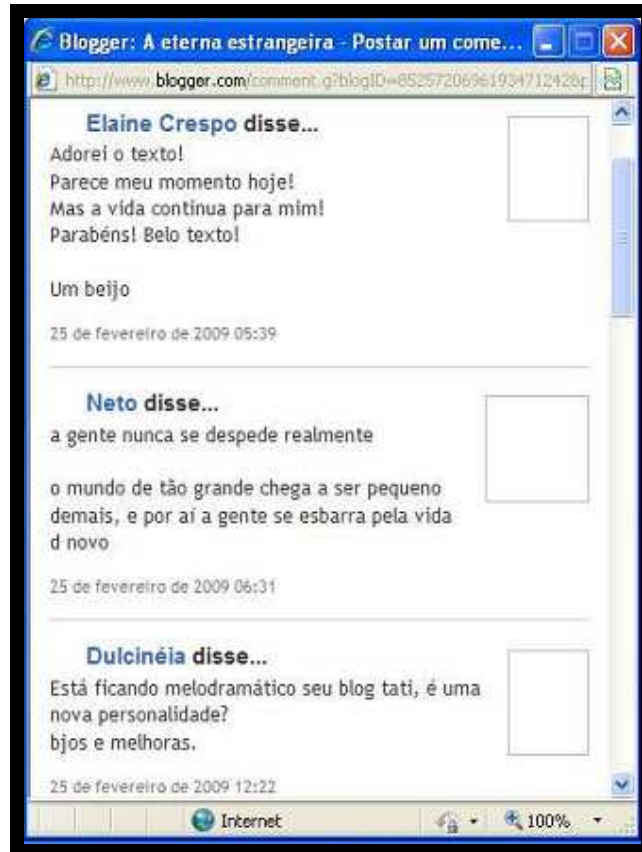 Blogger: A eterna estrangeira - Postar um come...
http://www.blogger.com/comment.g?blogID=
Elaine Crespo disse...
Adorei o texto!
Parece meu momento hoje!
Mas a vida continua para mim!
Parabéns! Belo texto!
Um beijo
25 de fevereiro de 2009 05:39
Neto disse...
a gente nunca se despede realmente
o mundo de tão grande chega a ser pequeno
demais, e por aí a gente se esbarra pela vida
d novo
25 de fevereiro de 2009 06:31
Dulcinéia disse...
Está ficando melodramático seu blog tati, é uma
nova personalidade?
bjos e melhoras.
25 de fevereiro de 2009 12:22
Internet
100%